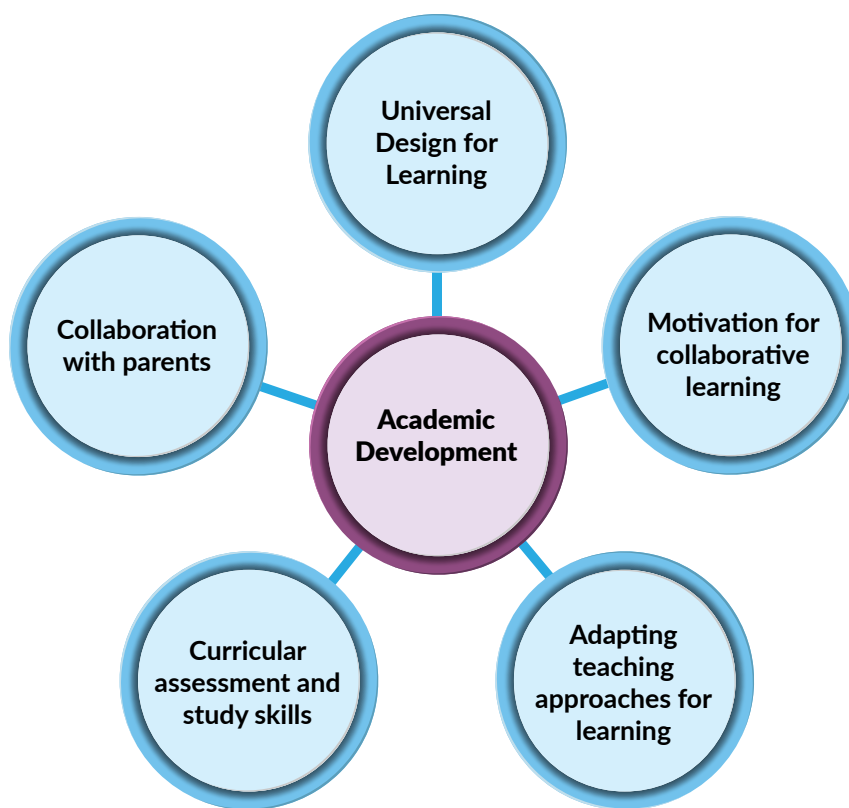 Universal
Design for
Learning
Collaboration
with parents
Motivation for
collaborative
learning
Academic
Development
Curricular
assessment and
study skills
Adapting
teaching
approaches for
learning